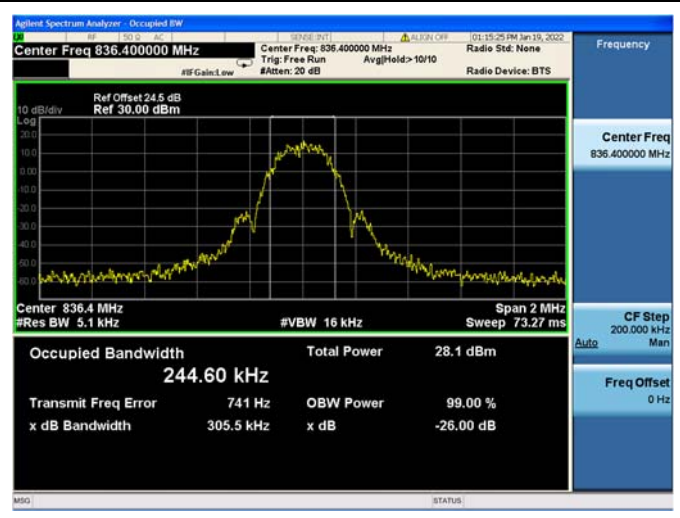 Agilent Spectrum Analyzer - Occupied BW
RF 50 Ω AC SENSE:INT ALIGN OFF 01:15:25 PM Jan 19, 2022
Center Freq 836.400000 MHz
Center Freq: 836.400000 MHz
Radio Std: None
Trig: Free Run Avg|Hold:>10/10
#IFGain:Low
#Atten: 20 dB
Radio Device: BTS
Frequency
Ref Offset 24.5 dB
10 dB/div Ref 30.00 dBm
Log
20.0
10.0
0.00
-10.0
-20.0
-30.0
-40.0
-50.0
-60.0
Center 836.4 MHz
Span 2 MHz
#Res BW 5.1 kHz
#VBW 16 kHz
Sweep 73.27 ms
Center Freq
836.400000 MHz
CF Step
200.000 kHz
Auto Man
Freq Offset
0 Hz
Occupied Bandwidth
244.60 kHz
Total Power 28.1 dBm
Transmit Freq Error 741 Hz
OBW Power 99.00 %
x dB Bandwidth 305.5 kHz
x dB -26.00 dB
MSG
STATUS